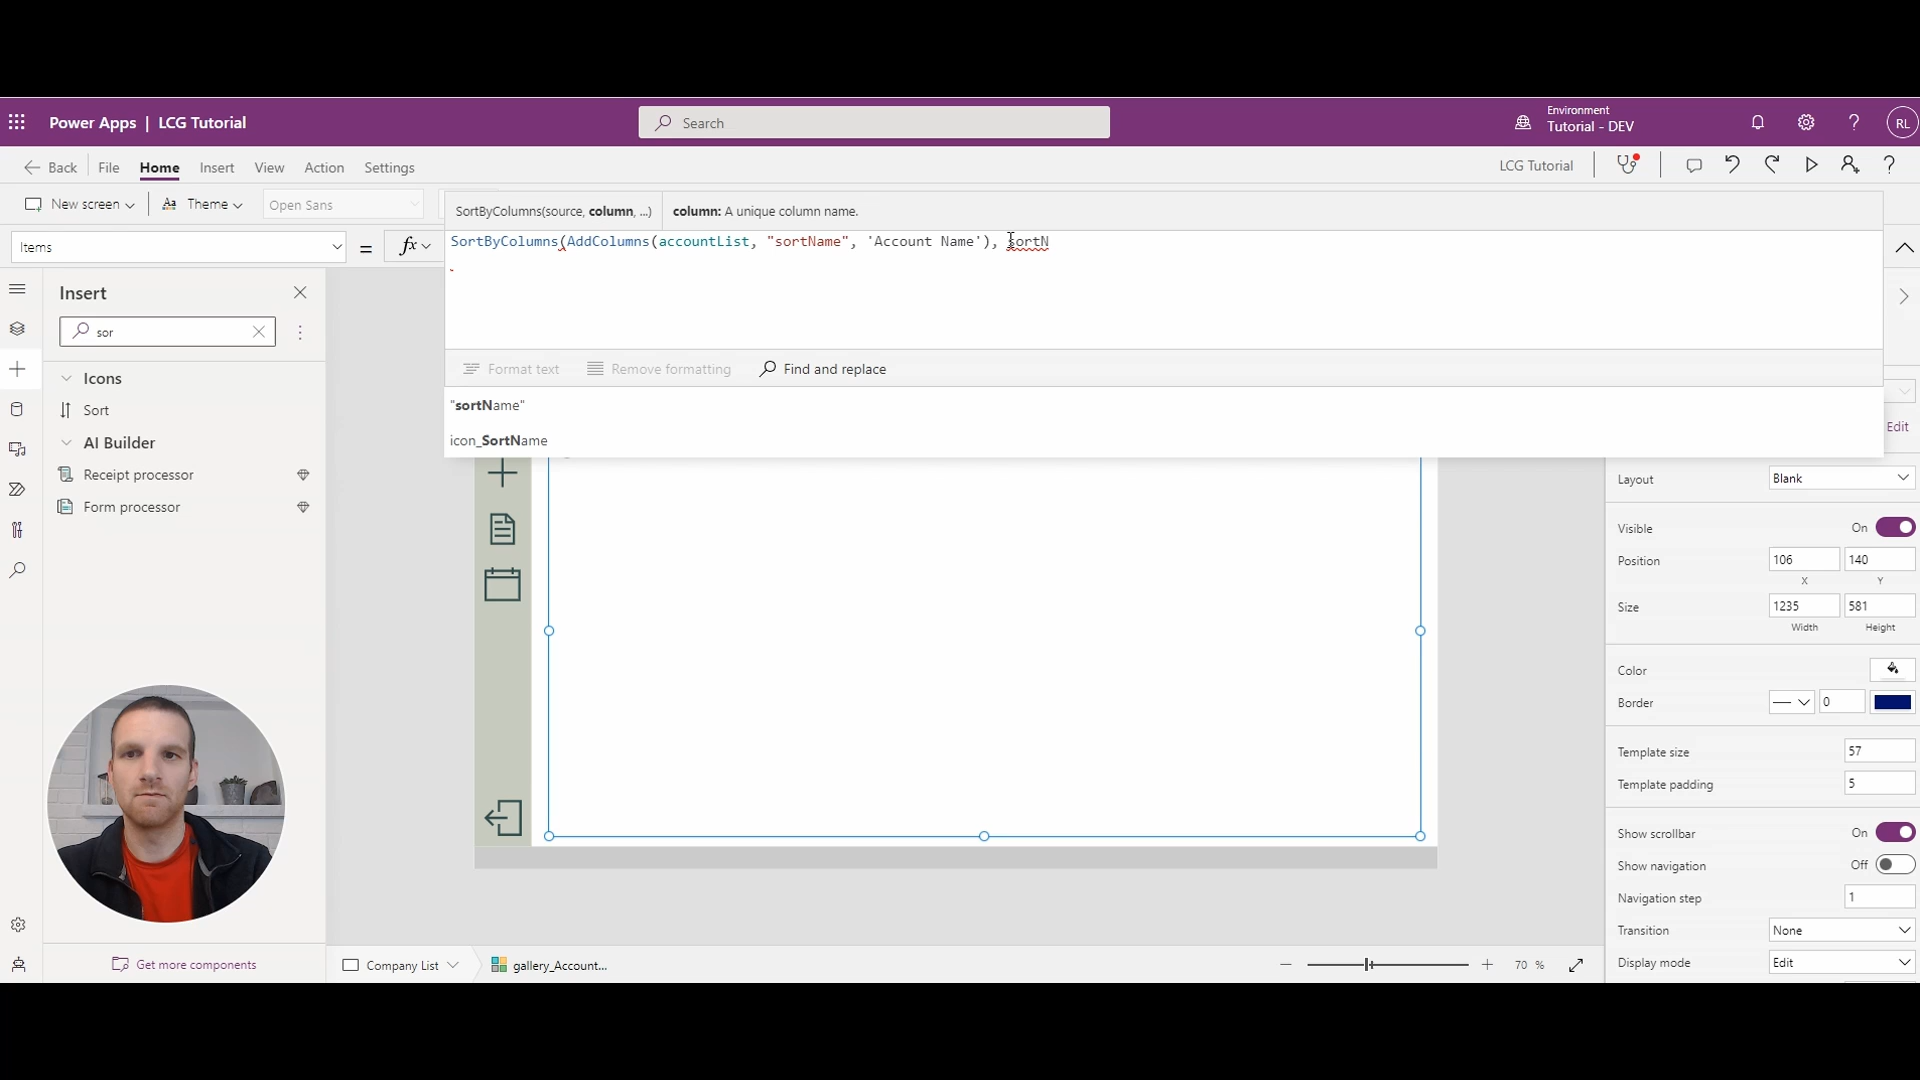 Power Apps | LCG Tutorial
Search
Environment
Tutorial - DEV
RL
Back
File
Home
Insert
View
Action
Settings
LCG Tutorial
New screen
Theme
Open Sans
SortByColumns(source, column, ...)
column: A unique column name.
Items
=
fx
SortByColumns(AddColumns(accountList, "sortName", 'Account Name'), sortN
Insert
sor
Format text
Remove formatting
Find and replace
Icons
Sort
"sortName"
icon_SortName
Edit
AI Builder
Receipt processor
Form processor
Layout
Blank
Visible
On
Position
106
140
X
Y
Size
1235
581
Width
Height
Color
Border
0
Template size
57
Template padding
5
Show scrollbar
On
Show navigation
Off
Navigation step
1
Transition
None
Display mode
Edit
Get more components
Company List
gallery_Account...
70 %